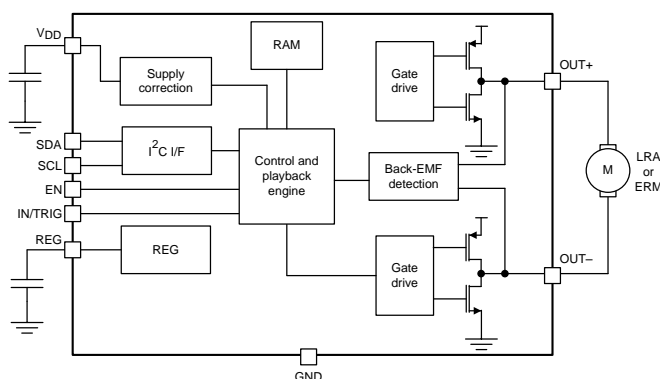 VDD
RAM
OUT+
Supply
correction
Gate
drive
SDA
I2C I/F
SCL
Control and
playback
engine
Back-EMF
detection
M
LRA
or
ERM
EN
IN/TRIG
REG
REG
Gate
drive
OUT–
GND